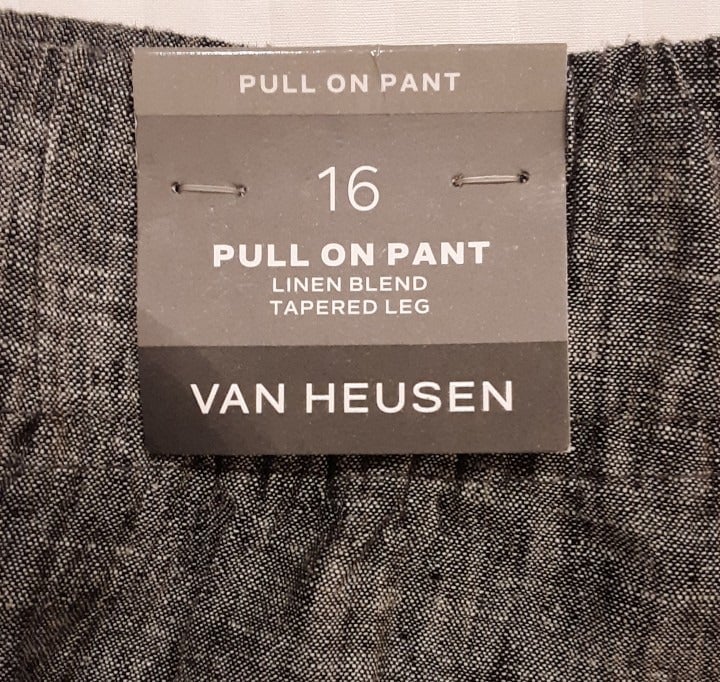 PULL ON PANT
16
PULL ON PANT
LINEN BLEND
TAPERED LEG
VAN HEUSEN